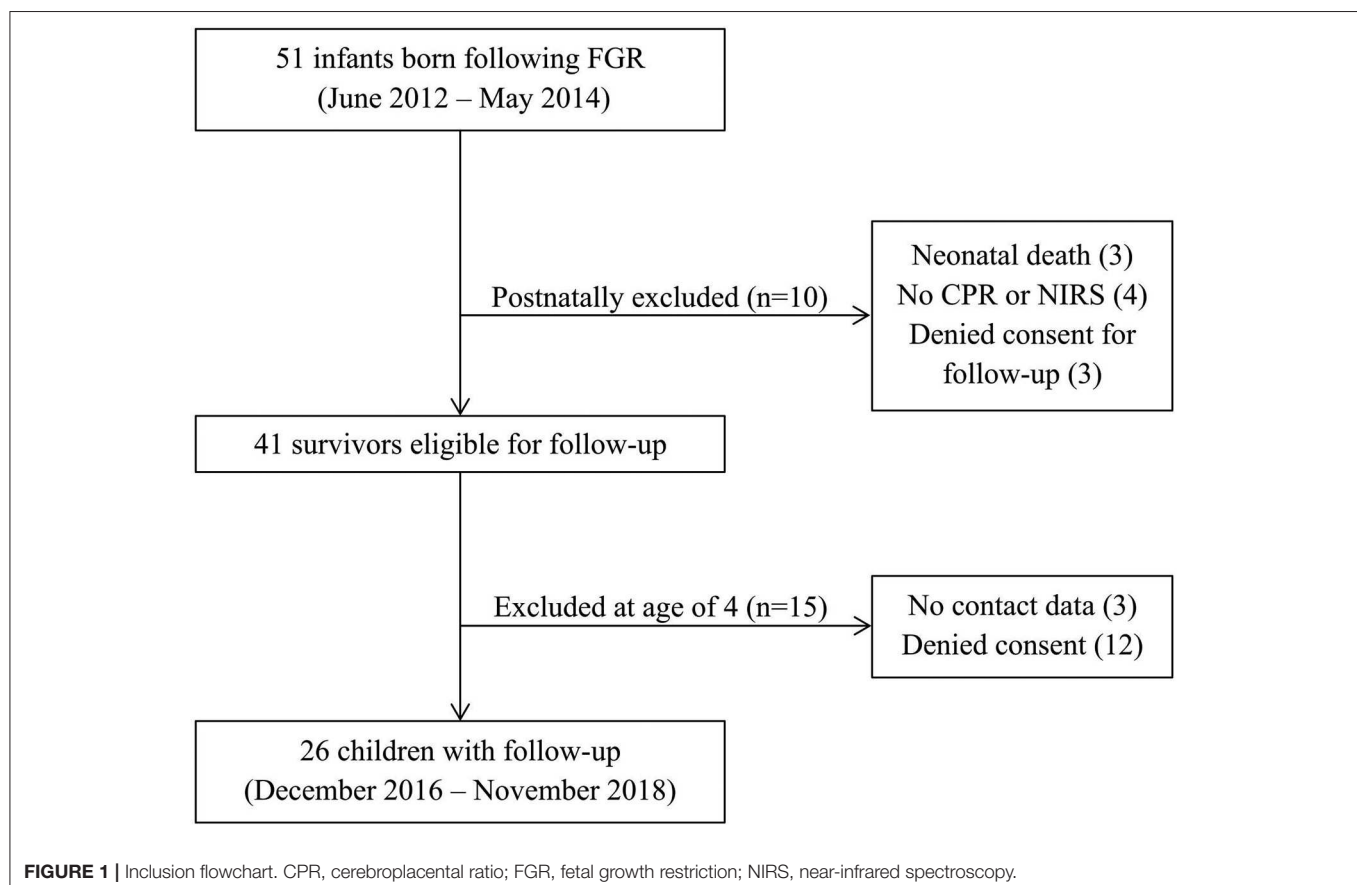 51 infants born following FGR
(June 2012 – May 2014)
Postnatally excluded (n=10)
Neonatal death (3)
No CPR or NIRS (4)
Denied consent for
follow-up (3)
41 survivors eligible for follow-up
Excluded at age of 4 (n=15)
No contact data (3)
Denied consent (12)
26 children with follow-up
(December 2016 – November 2018)
FIGURE 1 | Inclusion flowchart. CPR, cerebroplacental ratio; FGR, fetal growth restriction; NIRS, near-infrared spectroscopy.